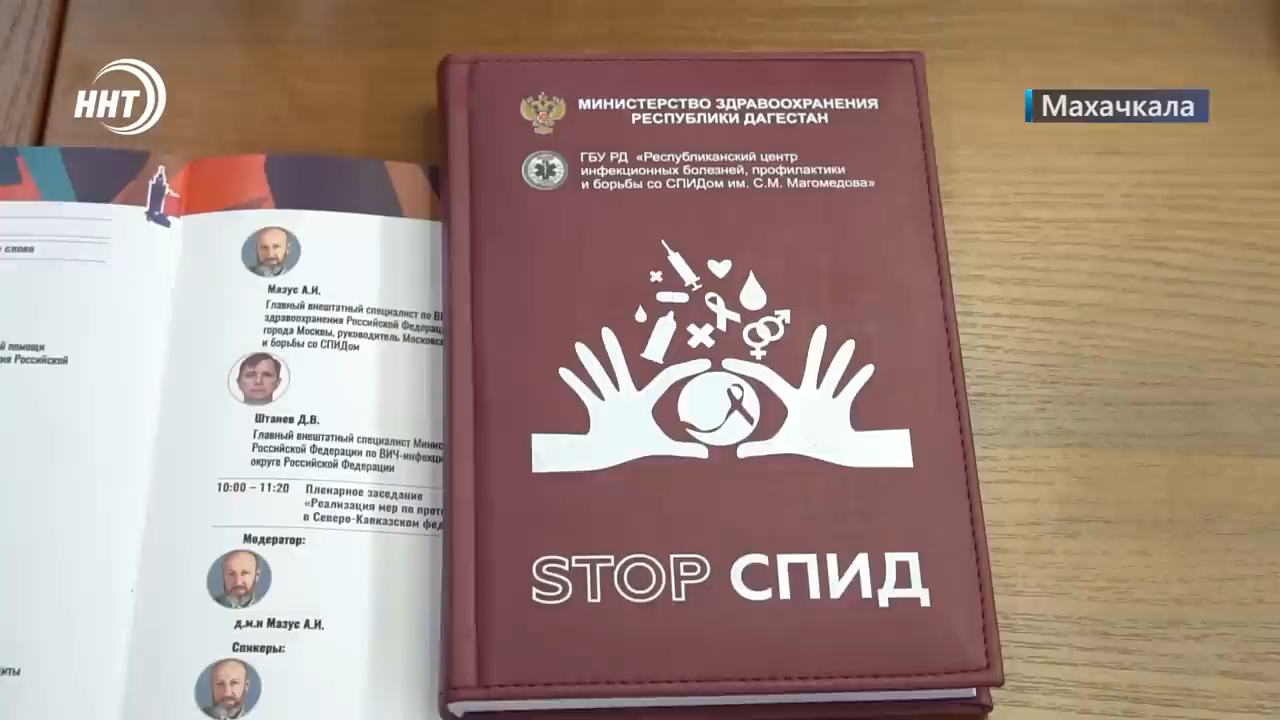 ННТ
Махачкала
МИНИСТЕРСТВО ЗДРАВООХРАНЕНИЯ
РЕСПУБЛИКИ ДАГЕСТАН
ГБУ РД «Республиканский центр
инфекционных болезней, профилактики
и борьбы со СПИДом им. С.М. Магомедова»
STOP СПИД
слова
помощи
Российской
Мазус А.И.
Главный внештатный специалист по
здравоохранения Российской
города Москвы, руководитель
и борьбы со СПИДом
Штанев Д.В.
Главный внештатный специалист
Российской Федерации по
округе Российской Федерации
10:00 – 11:20 Пленарное заседание
«Реализация мер по
в Северо-Кавказском
Модератор:
д.м.н Мазус А.И.
Спикеры: